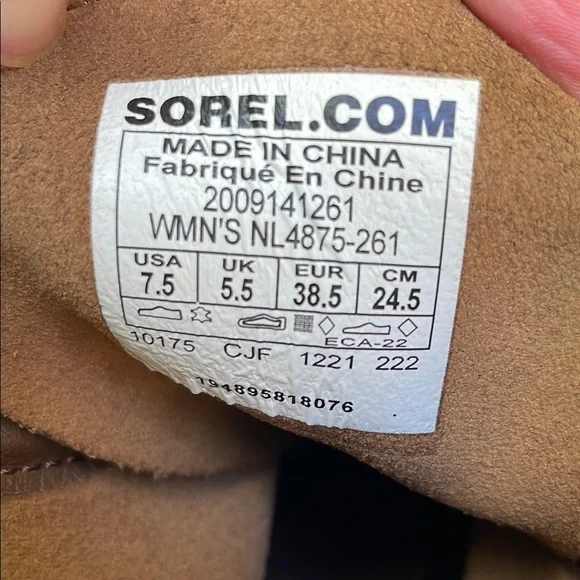 SOREL.COM
MADE IN CHINA
Fabriqué En Chine
2009141261
WMN'S NL4875-261
USA UK EUR CM
7.5 5.5 38.5 24.5
ECA-22
10175 CJF 1221 222
194895818076